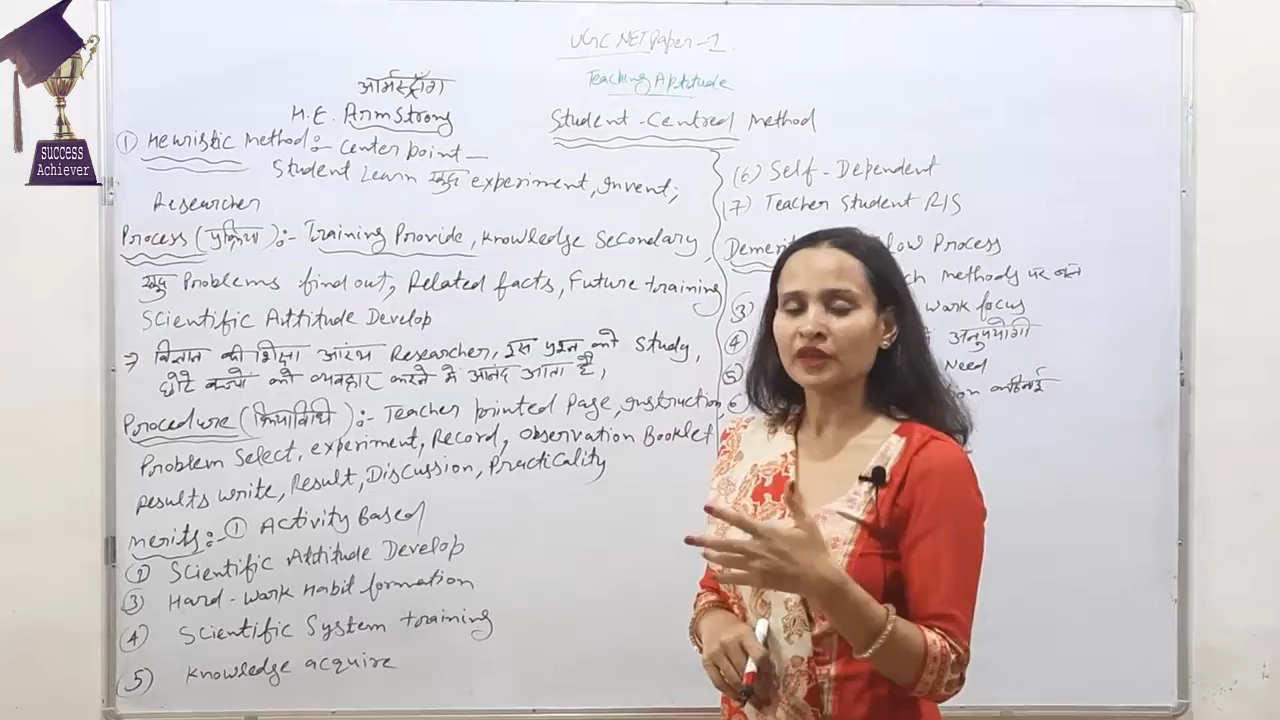 SUCCESS
Achiever
UGC NET Paper-1
Teaching Aptitude
Student-Centred Method
आर्मस्ट्रॉंग
H.E. Armstrong
① Heuristic Method:- Center point-
Student Learn खुद experiment, invent;
Researcher
Process (प्रक्रिया):- Training Provide, Knowledge Secondary,
खुद Problems find out, Related facts, Future training
Scientific Attitude Develop
→ विज्ञान की शिक्षा आरंभ Researcher, इस प्रश्न को Study,
छोटे बच्चों को व्यवहार करने में आनंद आता है,
Procedure (क्रियाविधि):- Teacher printed page, instruction,
Problem Select, experiment, Record, observation Booklet
results write, Result, Discussion, Practicality
merits:- ① Activity Based
② Scientific Attitude Develop
③ Hard-work Habit formation
④ Scientific System training
⑤ Knowledge acquire
(6) Self-Dependent
(7) Teacher Student R/S
low Process
methods पर
③ work focus
④ अनुपयोगी
⑤ Need
⑥ कठिनाई